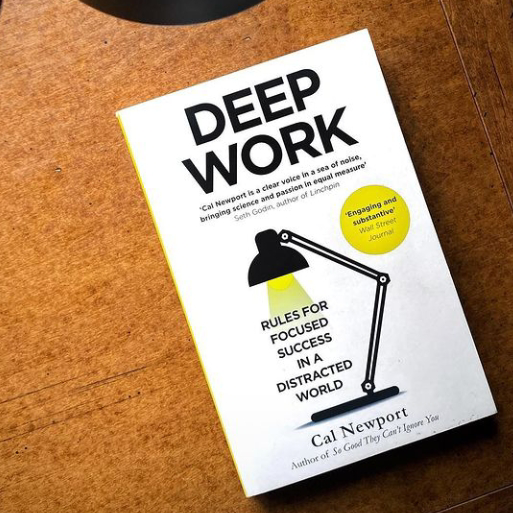 DEEP
WORK
'Cal Newport is a clear voice in a sea of noise,
bringing science and passion in equal measure'
Seth Godin, author of Linchpin
'Engaging and
substantive'
Wall Street
Journal
RULES FOR
FOCUSED
SUCCESS
IN A
DISTRACTED
WORLD
Cal Newport
Author of So Good They Can't Ignore You